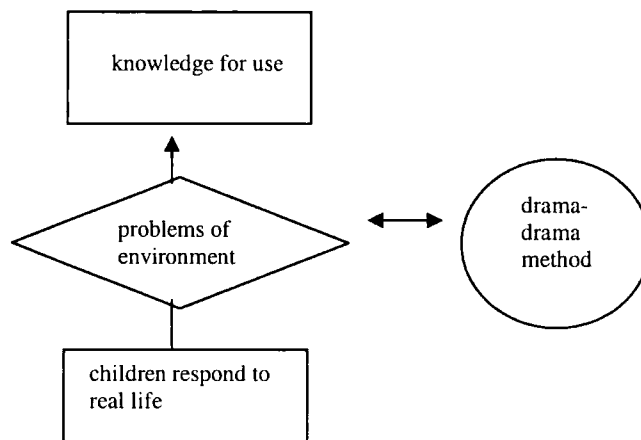 knowledge for use
problems of
environment
drama-
drama
method
children respond to
real life